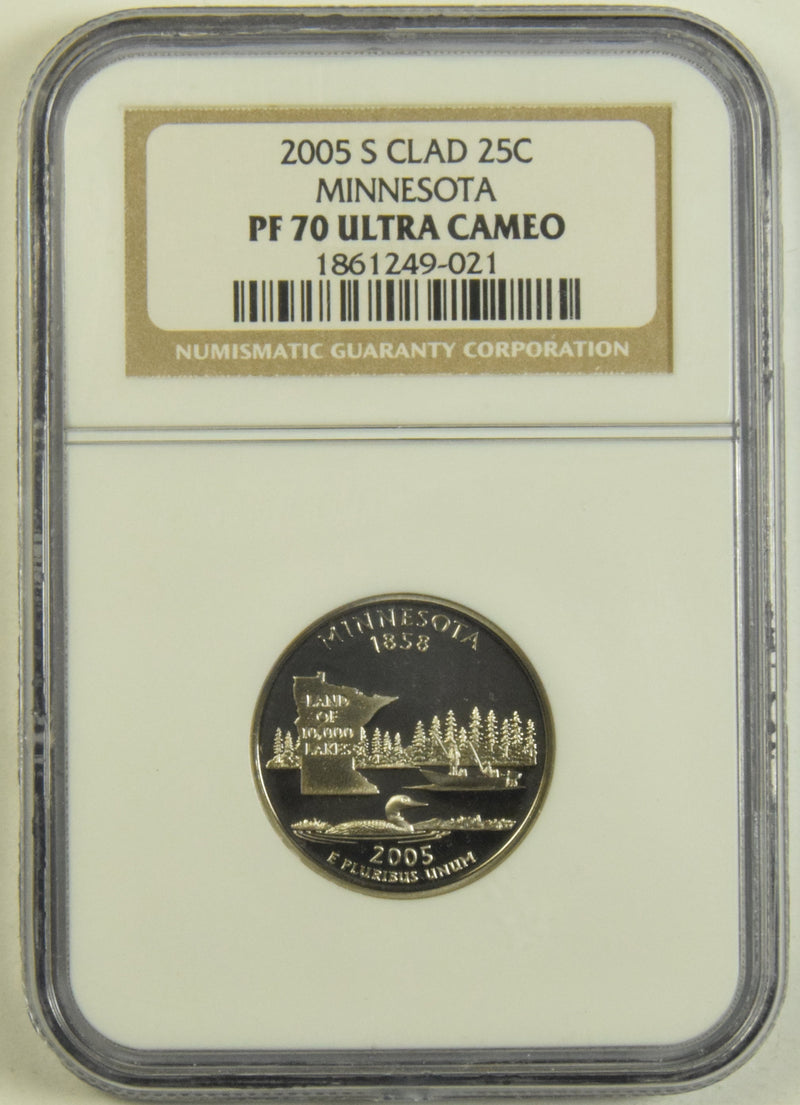 2005 S CLAD 25C
MINNESOTA
PF 70 ULTRA CAMEO
1861249-021
NUMISMATIC GUARANTY CORPORATION
MINNESOTA
1858
LAND
OF
10,000
LAKES
2005
E PLURIBUS UNUM